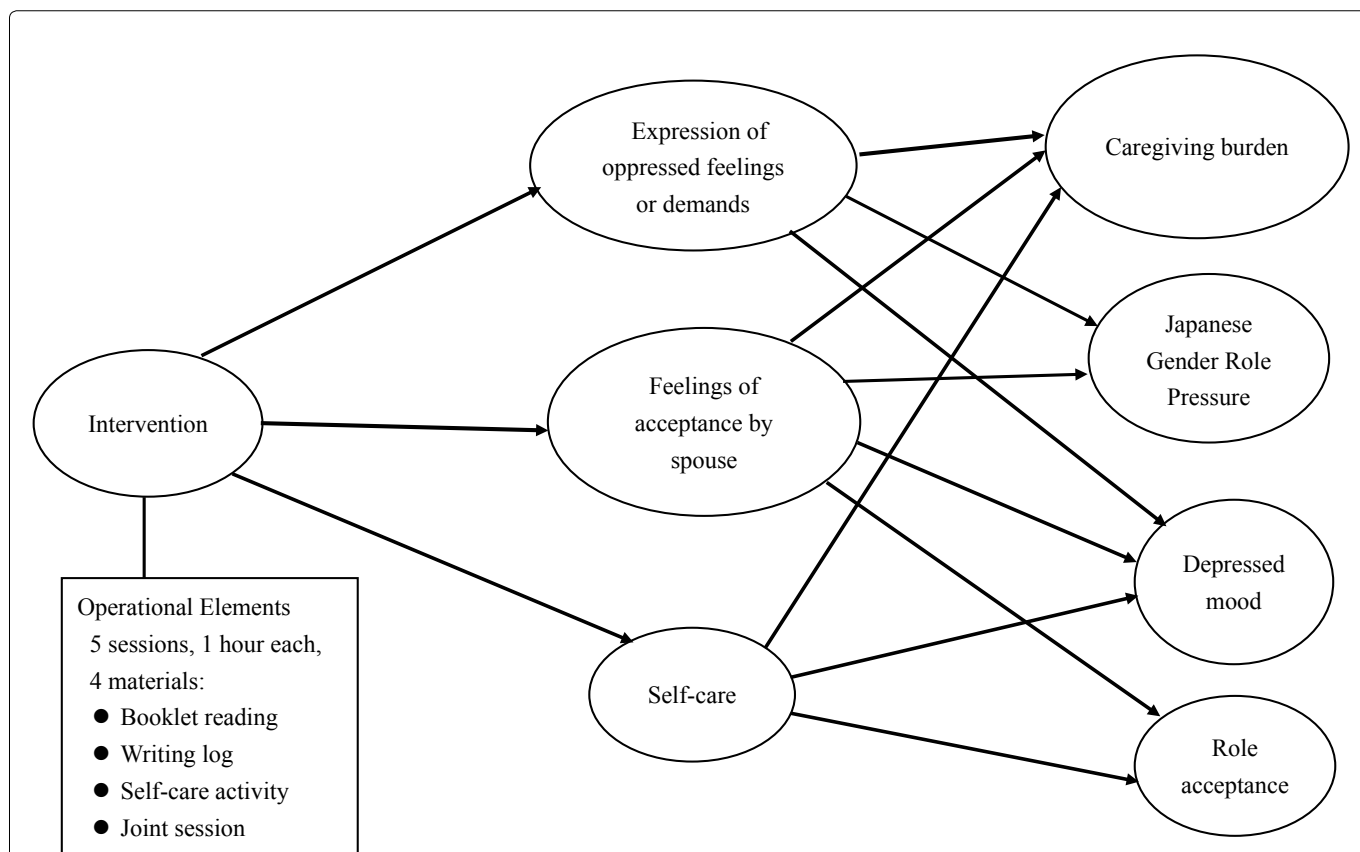 Expression of
oppressed feelings
or demands
Caregiving burden
Japanese
Gender Role
Pressure
Intervention
Feelings of
acceptance by
spouse
Depressed
mood
Self-care
Role
acceptance
Operational Elements
5 sessions, 1 hour each,
4 materials:
● Booklet reading
● Writing log
● Self-care activity
● Joint session